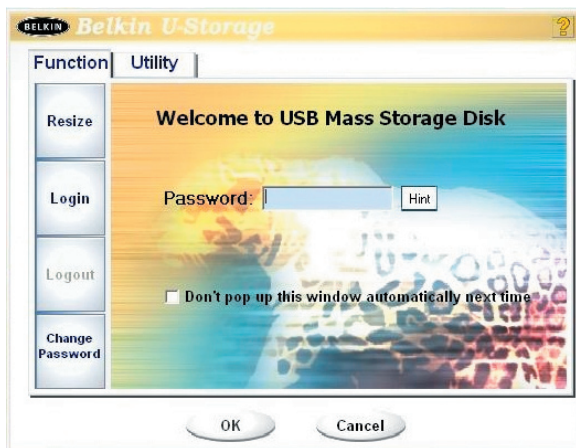 BELKIN Belkin U-Storage ?
Function Utility
Resize
Welcome to USB Mass Storage Disk
Login
Password: Hint
Logout
Don't pop up this window automatically next time
Change
Password
OK Cancel